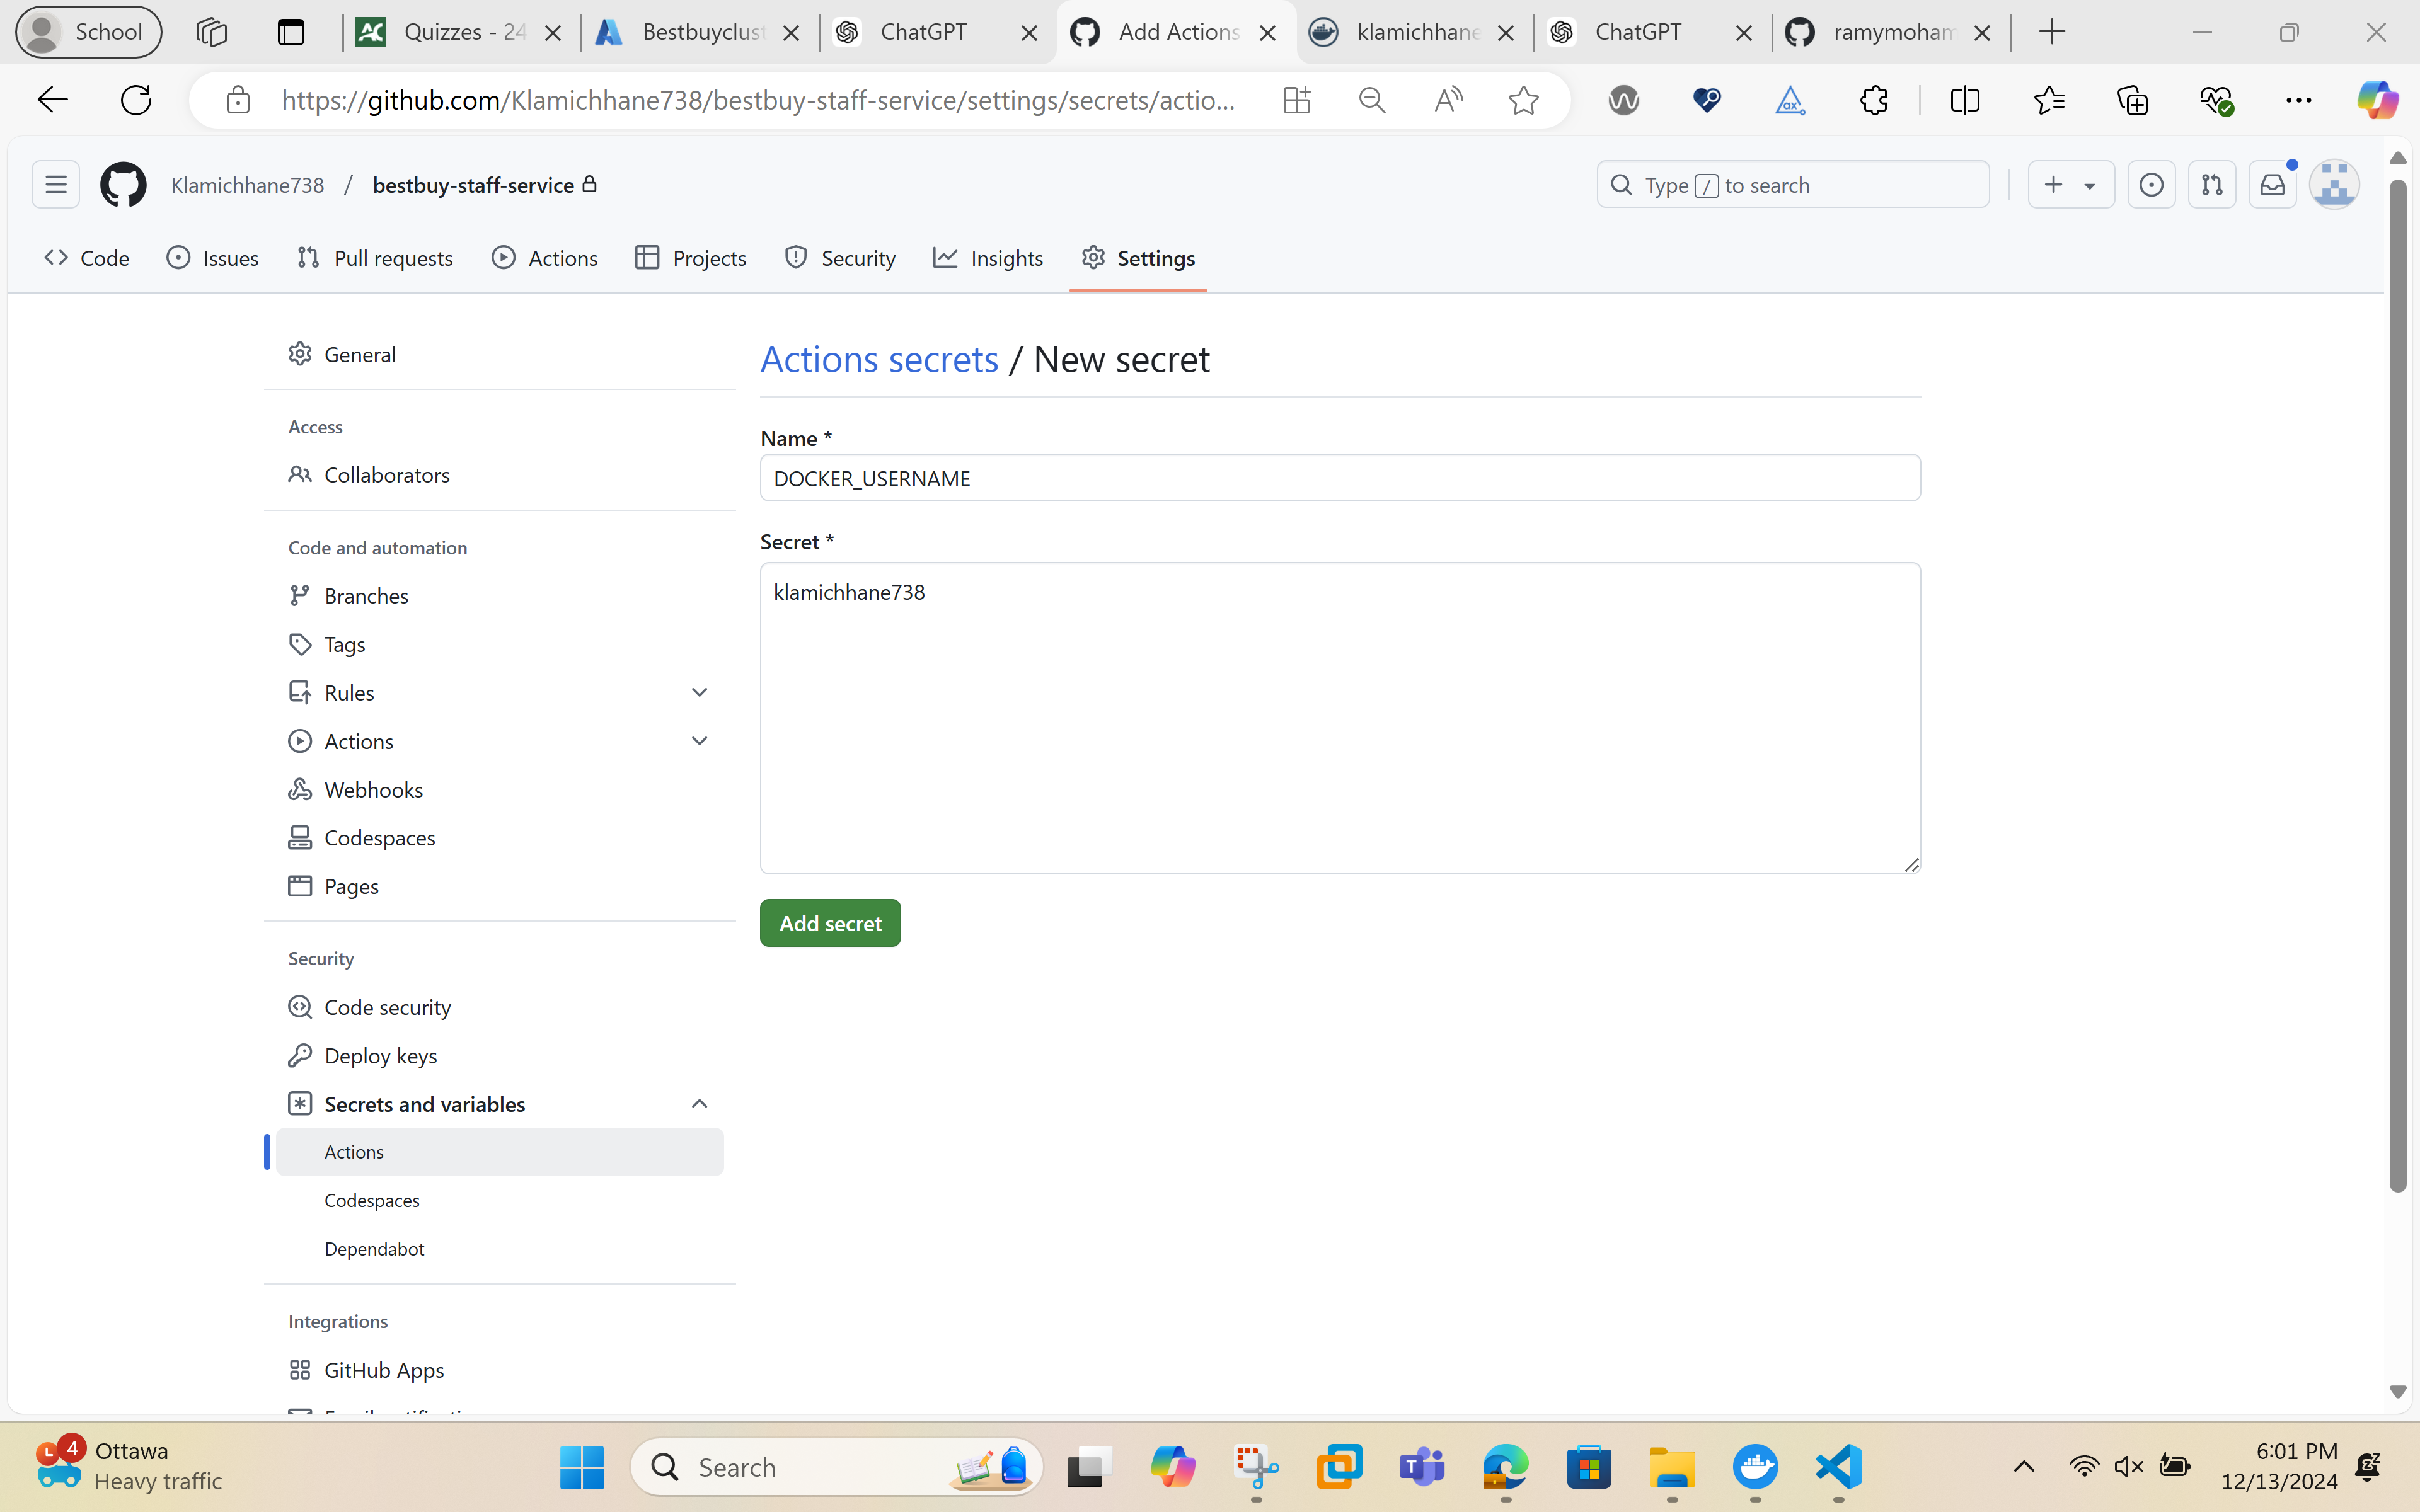 School
Quizzes - 24
Bestbuyclust
ChatGPT
Add Actions
klamichhane
ChatGPT
ramymoham
https://github.com/Klamichhane738/bestbuy-staff-service/settings/secrets/actio...
Klamichhane738 / bestbuy-staff-service
Type / to search
Code
Issues
Pull requests
Actions
Projects
Security
Insights
Settings
General
Access
Collaborators
Code and automation
Branches
Tags
Rules
Actions
Webhooks
Codespaces
Pages
Security
Code security
Deploy keys
Secrets and variables
Actions
Codespaces
Dependabot
Integrations
GitHub Apps
Actions secrets / New secret
Name *
DOCKER_USERNAME
Secret *
klamichhane738
Add secret
4
Ottawa
Heavy traffic
Search
6:01 PM
12/13/2024